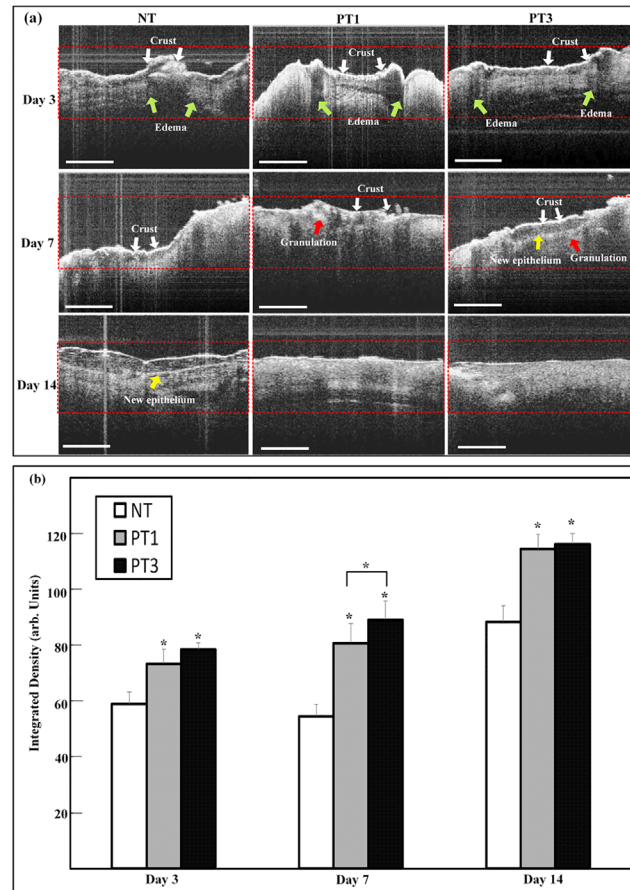 (a)
NT
PT1
PT3
Day 3
Crust
Edema
Crust
Edema
Crust
Edema
Edema
Day 7
Crust
Crust
Granulation
Crust
New epithelium
Granulation
Day 14
New epithelium
(b)
NT
PT1
PT3
Integrated Density (arb. Units)
120
100
80
60
40
20
*
*
*
*
*
*
*
Day 3
Day 7
Day 14